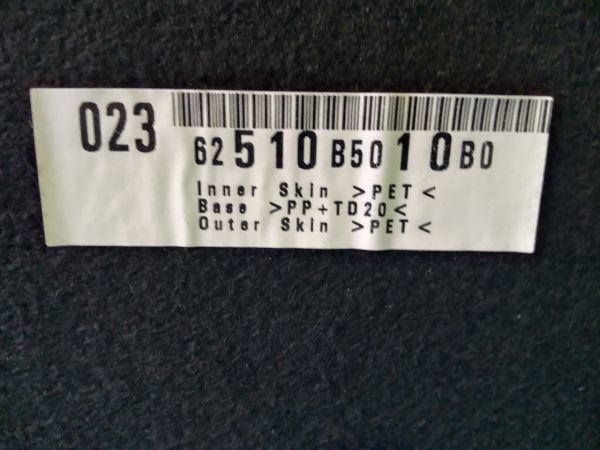 023
62510B5010B0
Inner Skin >PET<
Base >PP+TD20<
Outer Skin >PET<